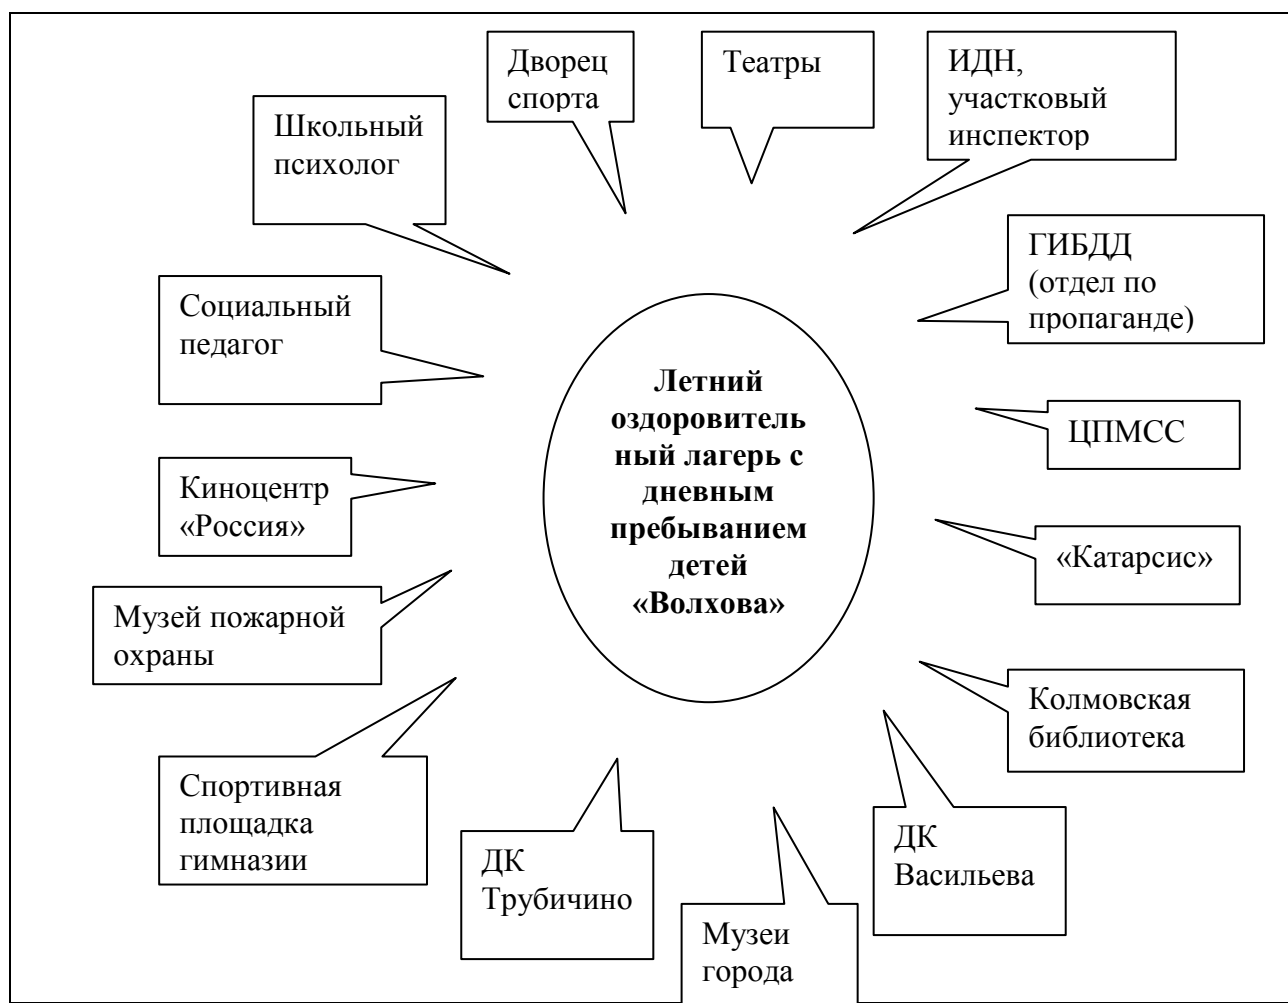 Дворец
спорта
Театры
ИДН,
участковый
инспектор
Школьный
психолог
ГИБДД
(отдел по
пропаганде)
Социальный
педагог
Летний
оздоровитель
ный лагерь с
дневным
пребыванием
детей
«Волхова»
ЦПМСС
Киноцентр
«Россия»
«Катарсис»
Музей пожарной
охраны
Колмовская
библиотека
Спортивная
площадка
гимназии
ДК
Трубичино
ДК
Васильева
Музеи
города